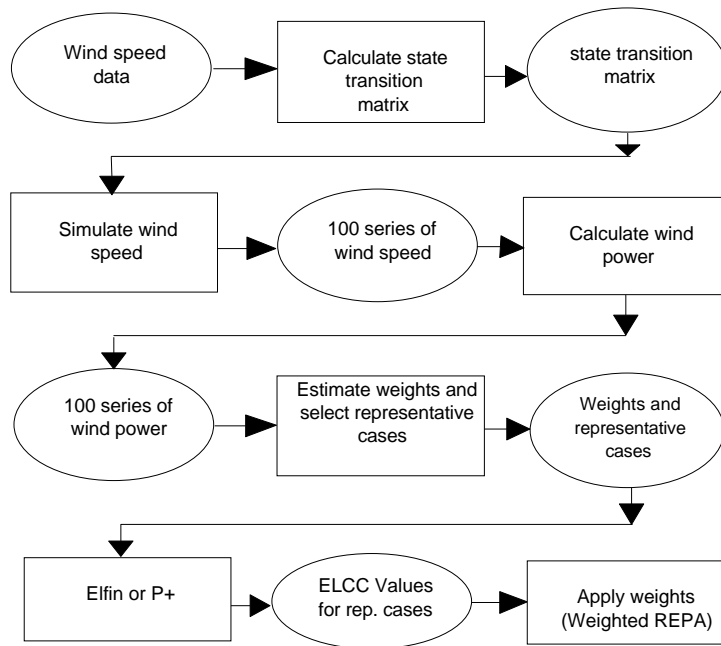 Wind speed
data
Calculate state
transition
matrix
state transition
matrix
Simulate wind
speed
100 series of
wind speed
Calculate wind
power
100 series of
wind power
Estimate weights and
select representative
cases
Weights and
representative
cases
Elfin or P+
ELCC Values
for rep. cases
Apply weights
(Weighted REPA)